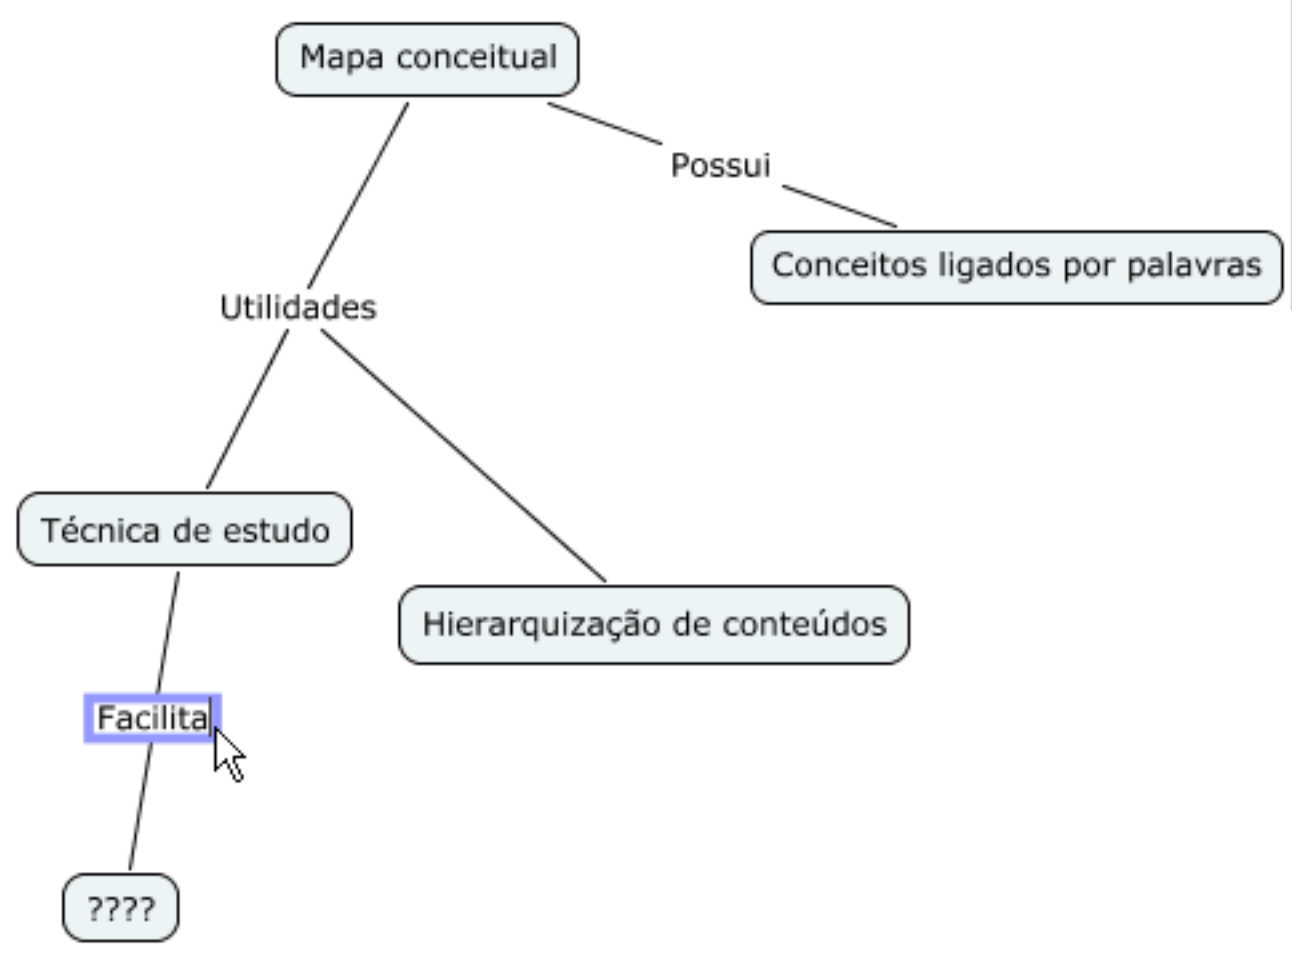 Mapa conceitual
Possui
Conceitos ligados por palavras
Utilidades
Técnica de estudo
Hierarquização de conteúdos
Facilita
????